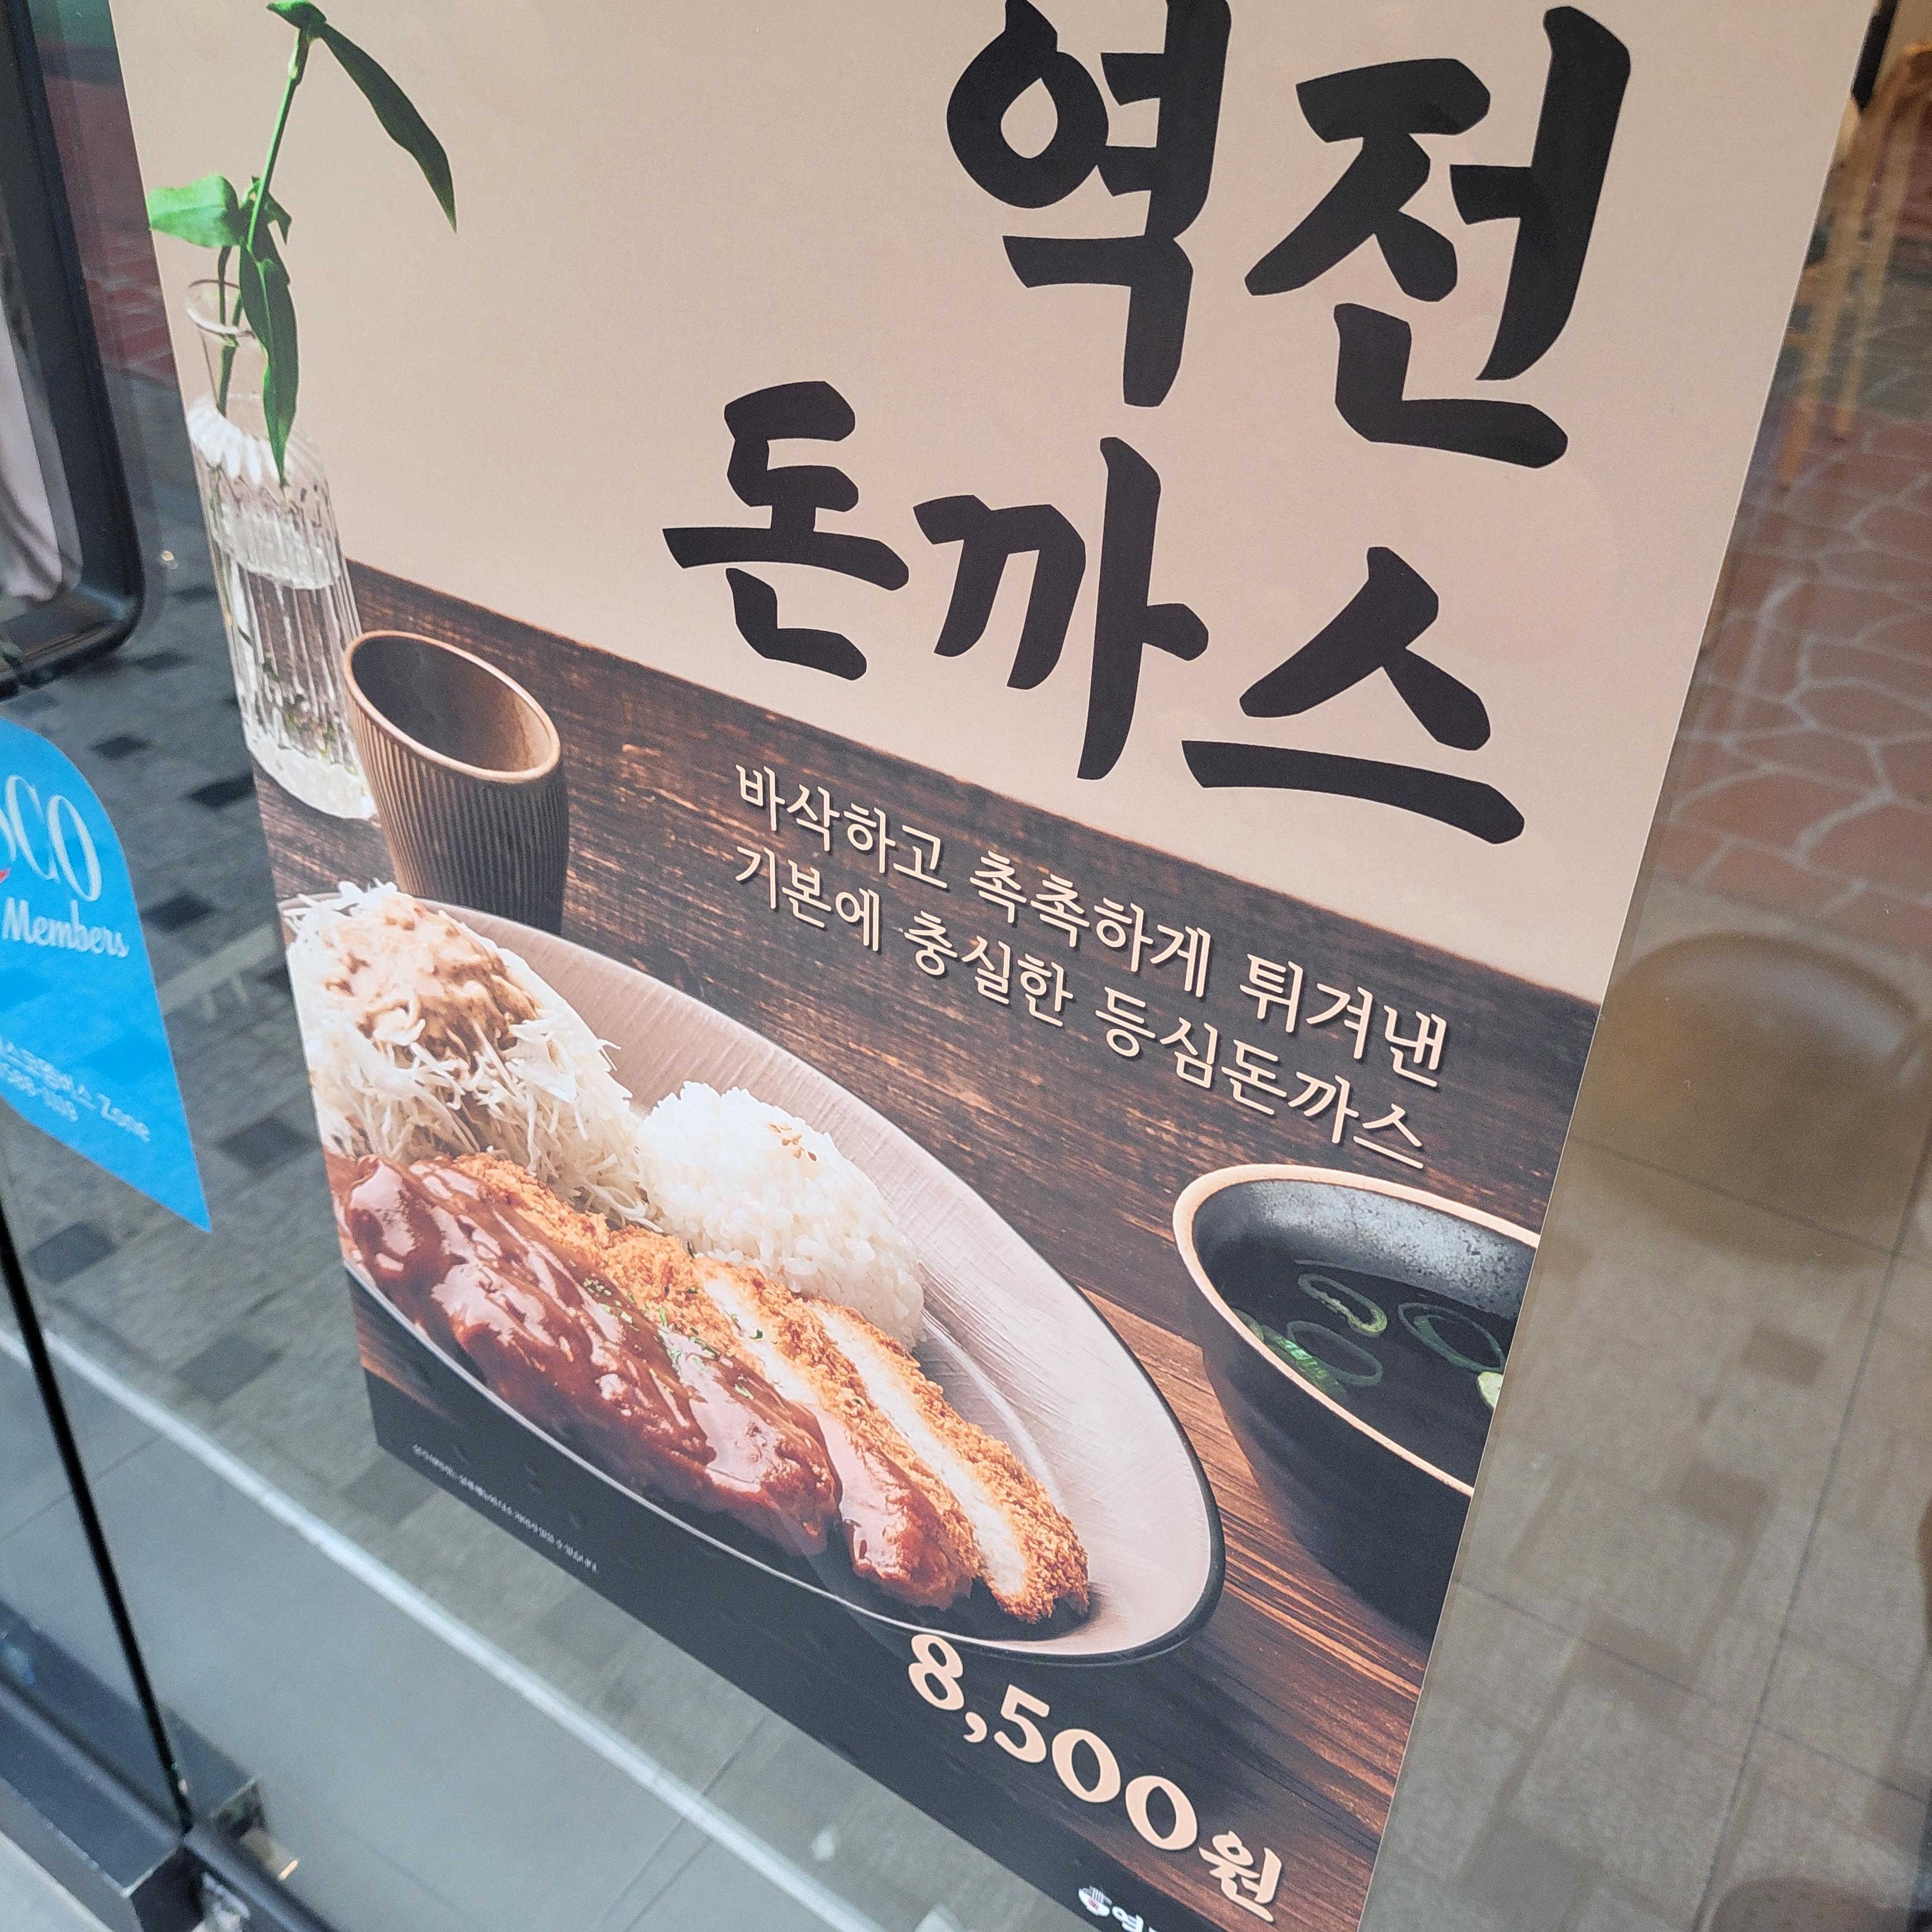 역전
돈까스
바삭하고 촉촉하게 튀겨낸
기본에 충실한 등심돈까스
8,500원
Members
Zone